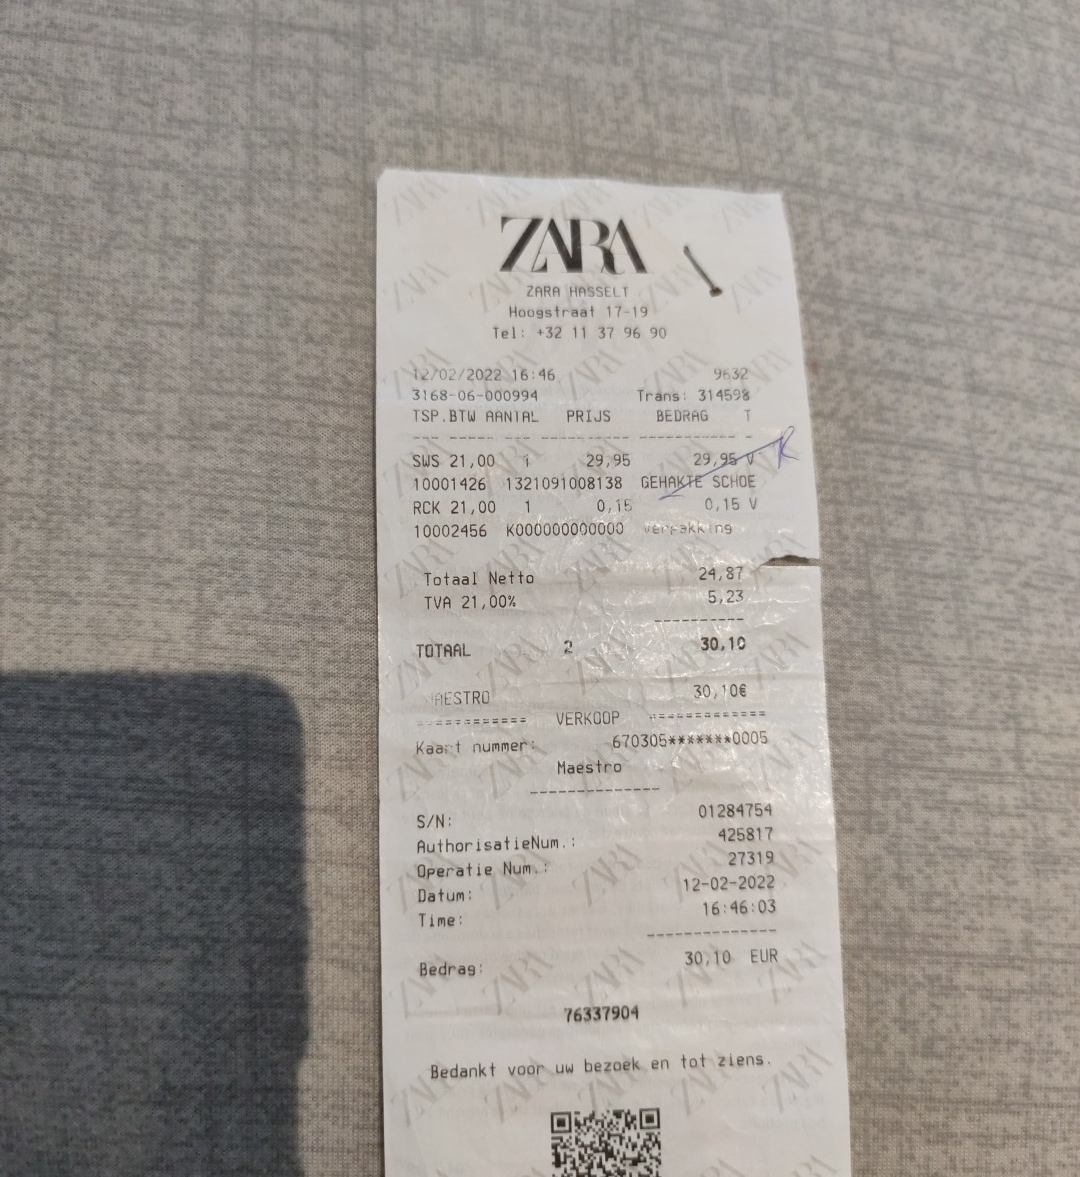 ZARA
ZARA HASSELT
Hoogstraat 17-19
Tel: +32 11 37 96 90
12/02/2022 16:46 9632
3168-06-000994 Trans: 314598
TSP.BTW AANTAL PRIJS BEDRAG T
SWS 21,00 1 29,95 29,95 V R
10001426 1321091008138 GEHAKTE SCHOE
RCK 21,00 1 0,15 0,15 V
10002456 K000000000000 verpakking
Totaal Netto 24,87
TVA 21,00% 5,23
TOTAAL 2 30,10
MAESTRO 30,10€
=========== VERKOOP =============
Kaart nummer: 670305*******0005
Maestro
S/N: 01284754
AuthorisatieNum.: 425817
Operatie Num.: 27319
Datum: 12-02-2022
Time: 16:46:03
Bedrag: 30,10 EUR
76337904
Bedankt voor uw bezoek en tot ziens.